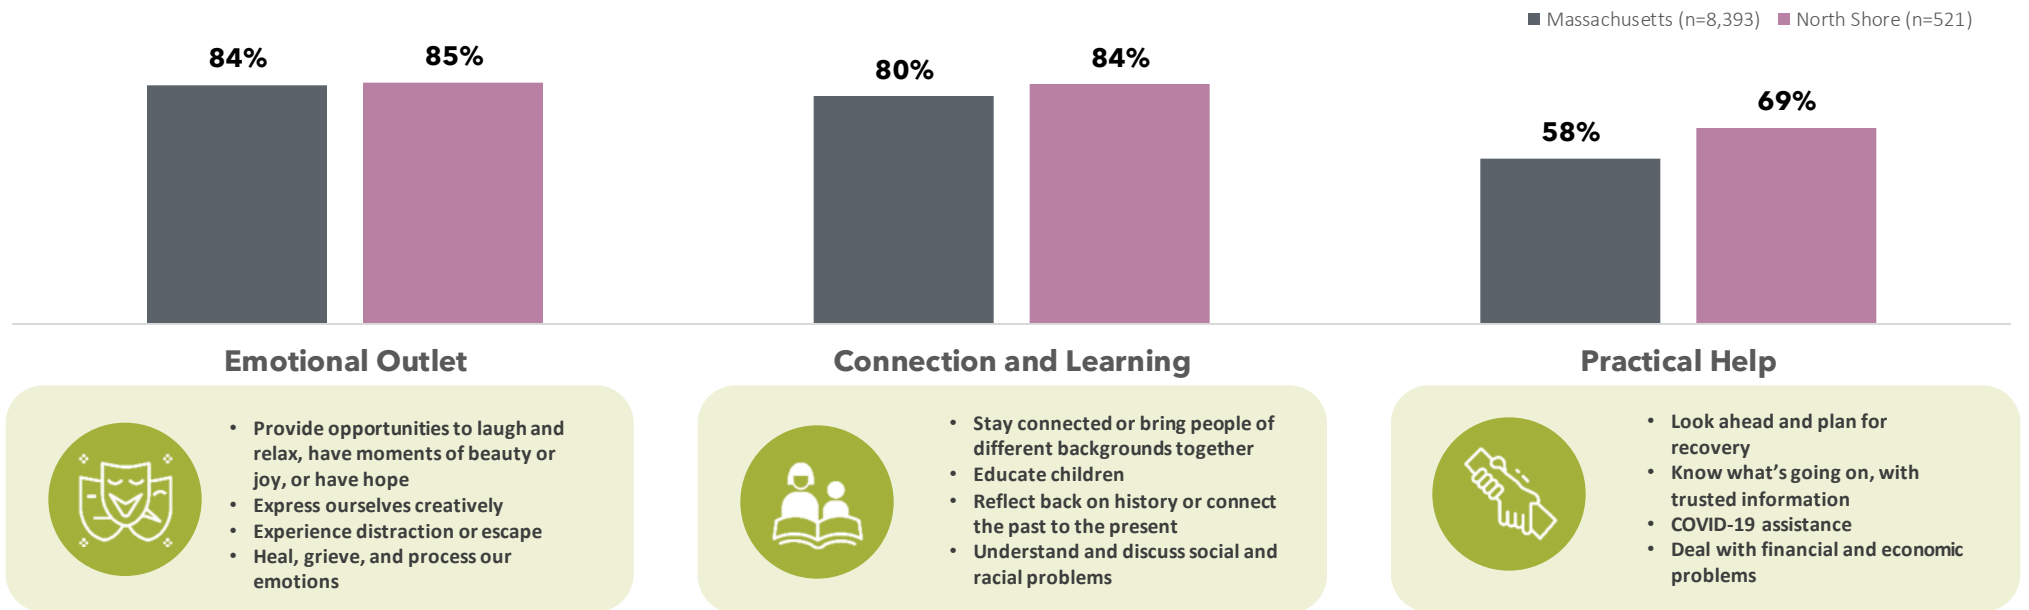 Massachusetts (n=8,393) North Shore (n=521)
84% 85%
80% 84%
58% 69%
Emotional Outlet
• Provide opportunities to laugh and
relax, have moments of beauty or
joy, or have hope
• Express ourselves creatively
• Experience distraction or escape
• Heal, grieve, and process our
emotions
Connection and Learning
• Stay connected or bring people of
different backgrounds together
• Educate children
• Reflect back on history or connect
the past to the present
• Understand and discuss social and
racial problems
Practical Help
• Look ahead and plan for
recovery
• Know what’s going on, with
trusted information
• COVID-19 assistance
• Deal with financial and economic
problems